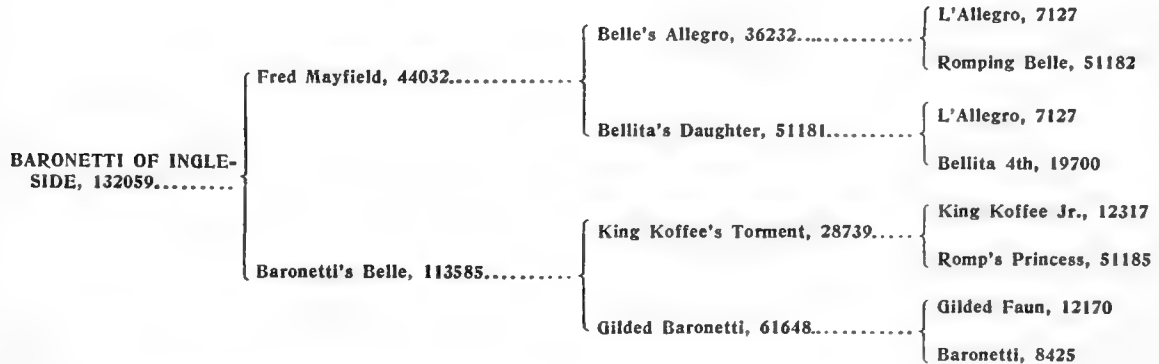 L'Allegro, 7127
Belle's Allegro, 36232
Romping Belle, 51182
Fred Mayfield, 44032
L'Allegro, 7127
Bellita's Daughter, 51181
Bellita 4th, 19700
BARONETTI OF INGLE-
SIDE, 132059
King Koffee Jr., 12317
King Koffee's Torment, 28739
Romp's Princess, 51185
Baronetti's Belle, 113585
Gilded Faun, 12170
Gilded Baronetti, 61648
Baronetti, 8425